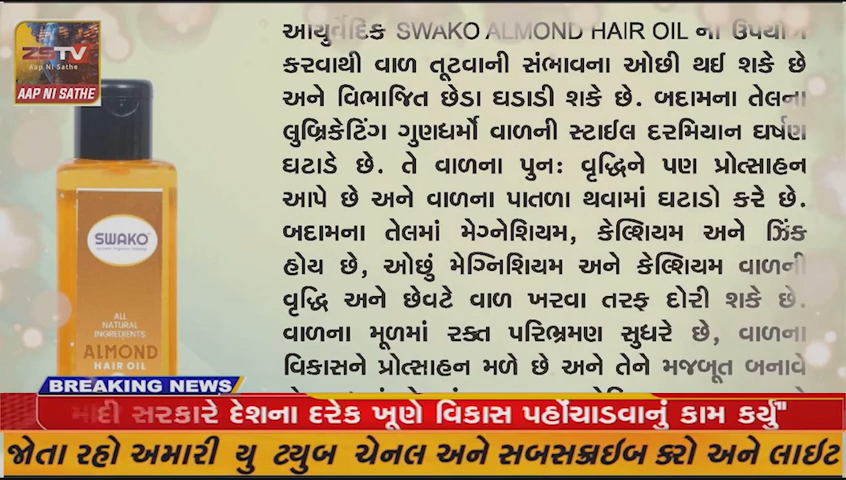 ZSTV
Aap Ni Sathe
AAP NI SATHE
આયુર્વેદિક SWAKO ALMOND HAIR OIL ના ઉપયોગ
કરવાથી વાળ તૂટવાની સંભાવના ઓછી થઈ શકે છે
અને વિભાજિત છેડા ઘડાડી શકે છે. બદામના તેલના
લુબ્રિકેટિંગ ગુણધર્મો વાળની સ્ટાઈલ દરમિયાન ઘર્ષણ
ઘટાડે છે. તે વાળના પુનઃ વૃદ્ધિને પણ પ્રોત્સાહન
આપે છે અને વાળના પાતળા થવામાં ઘટાડો કરે છે.
બદામના તેલમાં મેગ્નેશિયમ, કેલ્શિયમ અને ઝિંક
હોય છે, ઓછું મેગ્નિશિયમ અને કેલ્શિયમ વાળની
વૃદ્ધિ અને છેવટે વાળ ખરવા તરફ દોરી શકે છે.
વાળના મૂળમાં રક્ત પરિભ્રમણ સુધરે છે, વાળના
વિકાસને પ્રોત્સાહન મળે છે અને તેને મજબૂત બનાવે
SWAKO
ALL
NATURAL
INGREDIENTS
ALMOND
HAIR OIL
BREAKING NEWS
સરકારે દેશના દરેક ખૂણે વિકાસ પહોંચાડવાનું કામ કર્યું"
જોતા રહો અમારી યુ ટ્યુબ ચેનલ અને સબસક્રાઇબ કરો અને લાઈટ